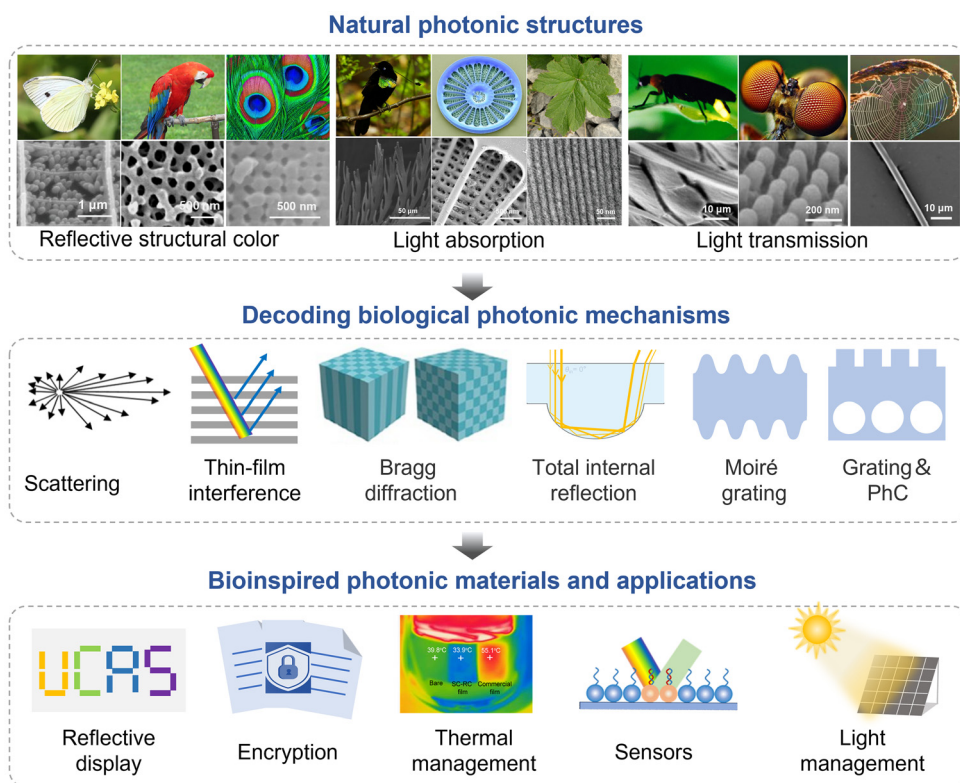 Natural photonic structures
1 μm
500 nm
500 nm
50 μm
500 nm
50 nm
10 μm
200 nm
10 μm
Reflective structural color
Light absorption
Light transmission
Decoding biological photonic mechanisms
Scattering
Thin-film
interference
Bragg
diffraction
Total internal
reflection
Moiré
grating
Grating &
PhC
Bioinspired photonic materials and applications
UCAS
39.8°C
33.9°C
55.1°C
+
+
+
Bare
SC-RC
film
Commercial
film
Reflective
display
Encryption
Thermal
management
Sensors
Light
management